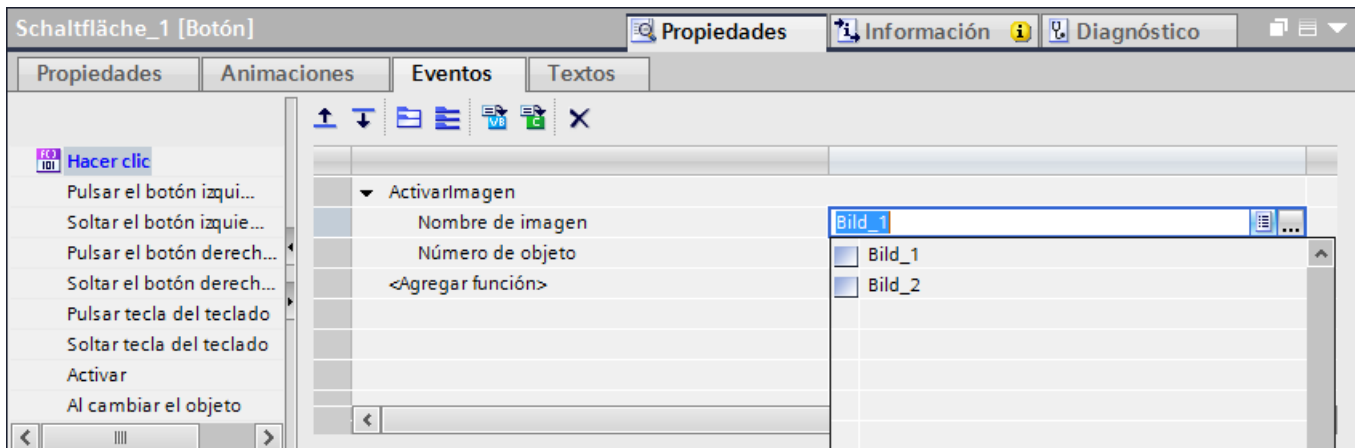 Schaltfläche_1 [Botón]
Propiedades
Información
Diagnóstico
Propiedades
Animaciones
Eventos
Textos
Hacer clic
Pulsar el botón izqui...
Soltar el botón izquie...
Pulsar el botón derech...
Soltar el botón derech...
Pulsar tecla del teclado
Soltar tecla del teclado
Activar
Al cambiar el objeto
ActivarImagen
Nombre de imagen
Bild_1
Número de objeto
Bild_1
<Agregar función>
Bild_2